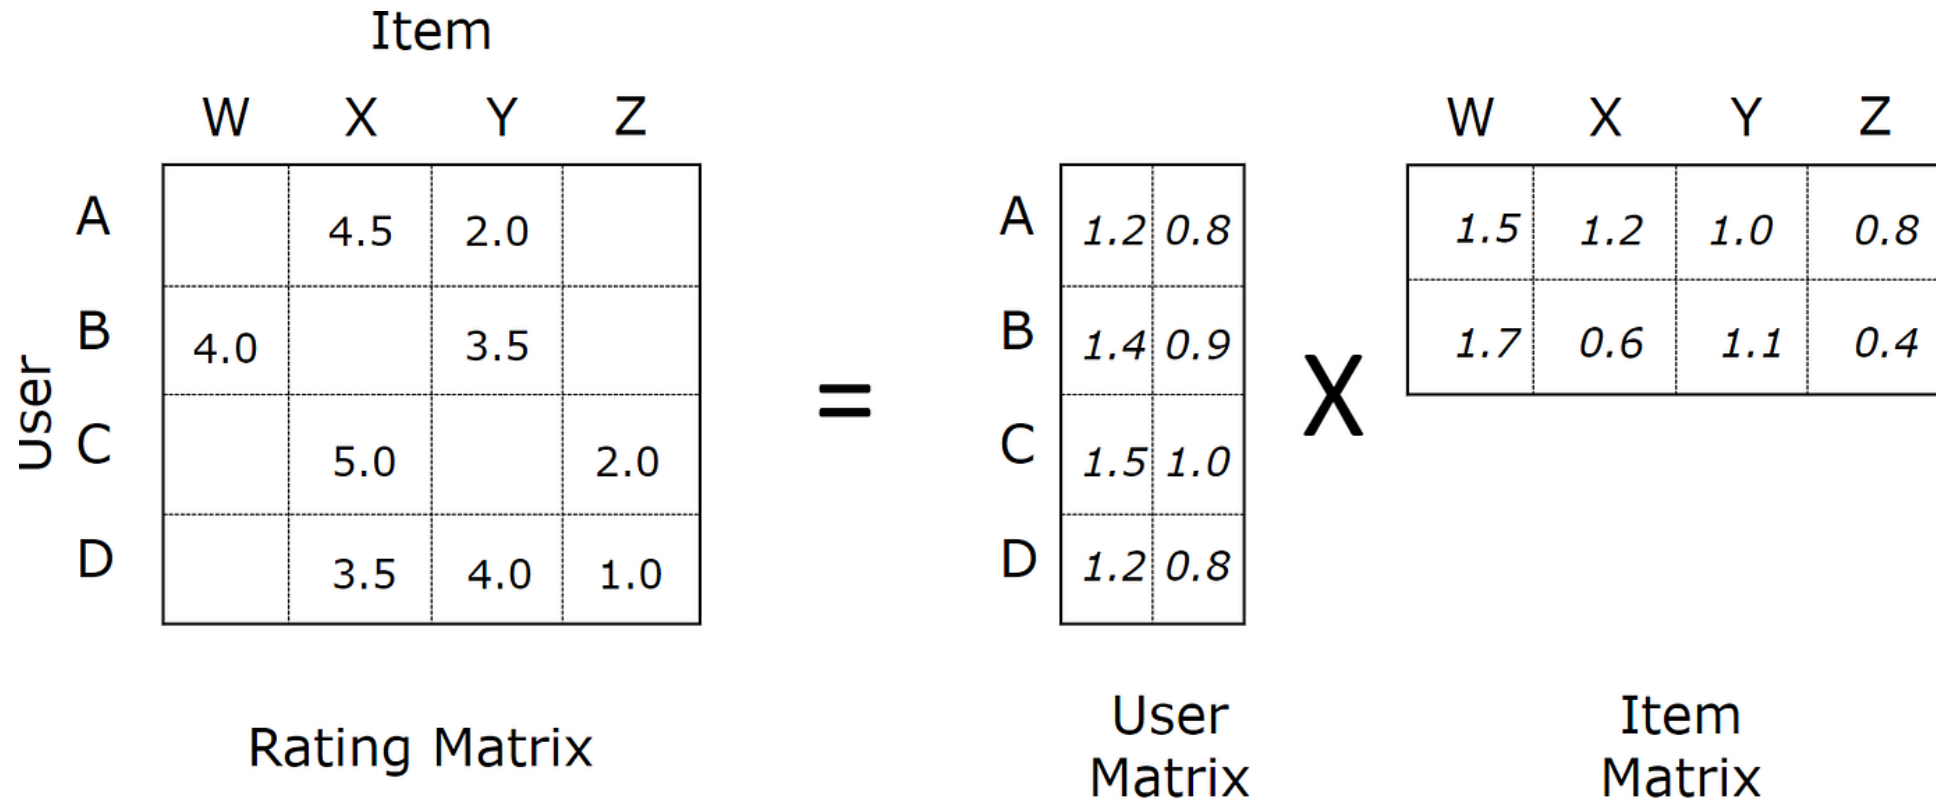 Item
W X Y Z
User
A 4.5 2.0
B 4.0 3.5
C 5.0 2.0
D 3.5 4.0 1.0
Rating Matrix
=
A 1.2 0.8
B 1.4 0.9
C 1.5 1.0
D 1.2 0.8
User
Matrix
X
W X Y Z
1.5 1.2 1.0 0.8
1.7 0.6 1.1 0.4
Item
Matrix